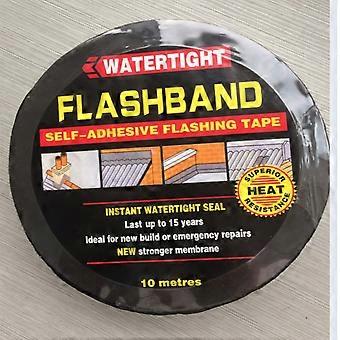 WATERTIGHT
FLASHBAND
SELF-ADHESIVE FLASHING TAPE
SUPERIOR
HEAT
RESISTANCE
INSTANT WATERTIGHT SEAL
Last up to 15 years
Ideal for new build or emergency repairs
NEW stronger membrane
10 metres